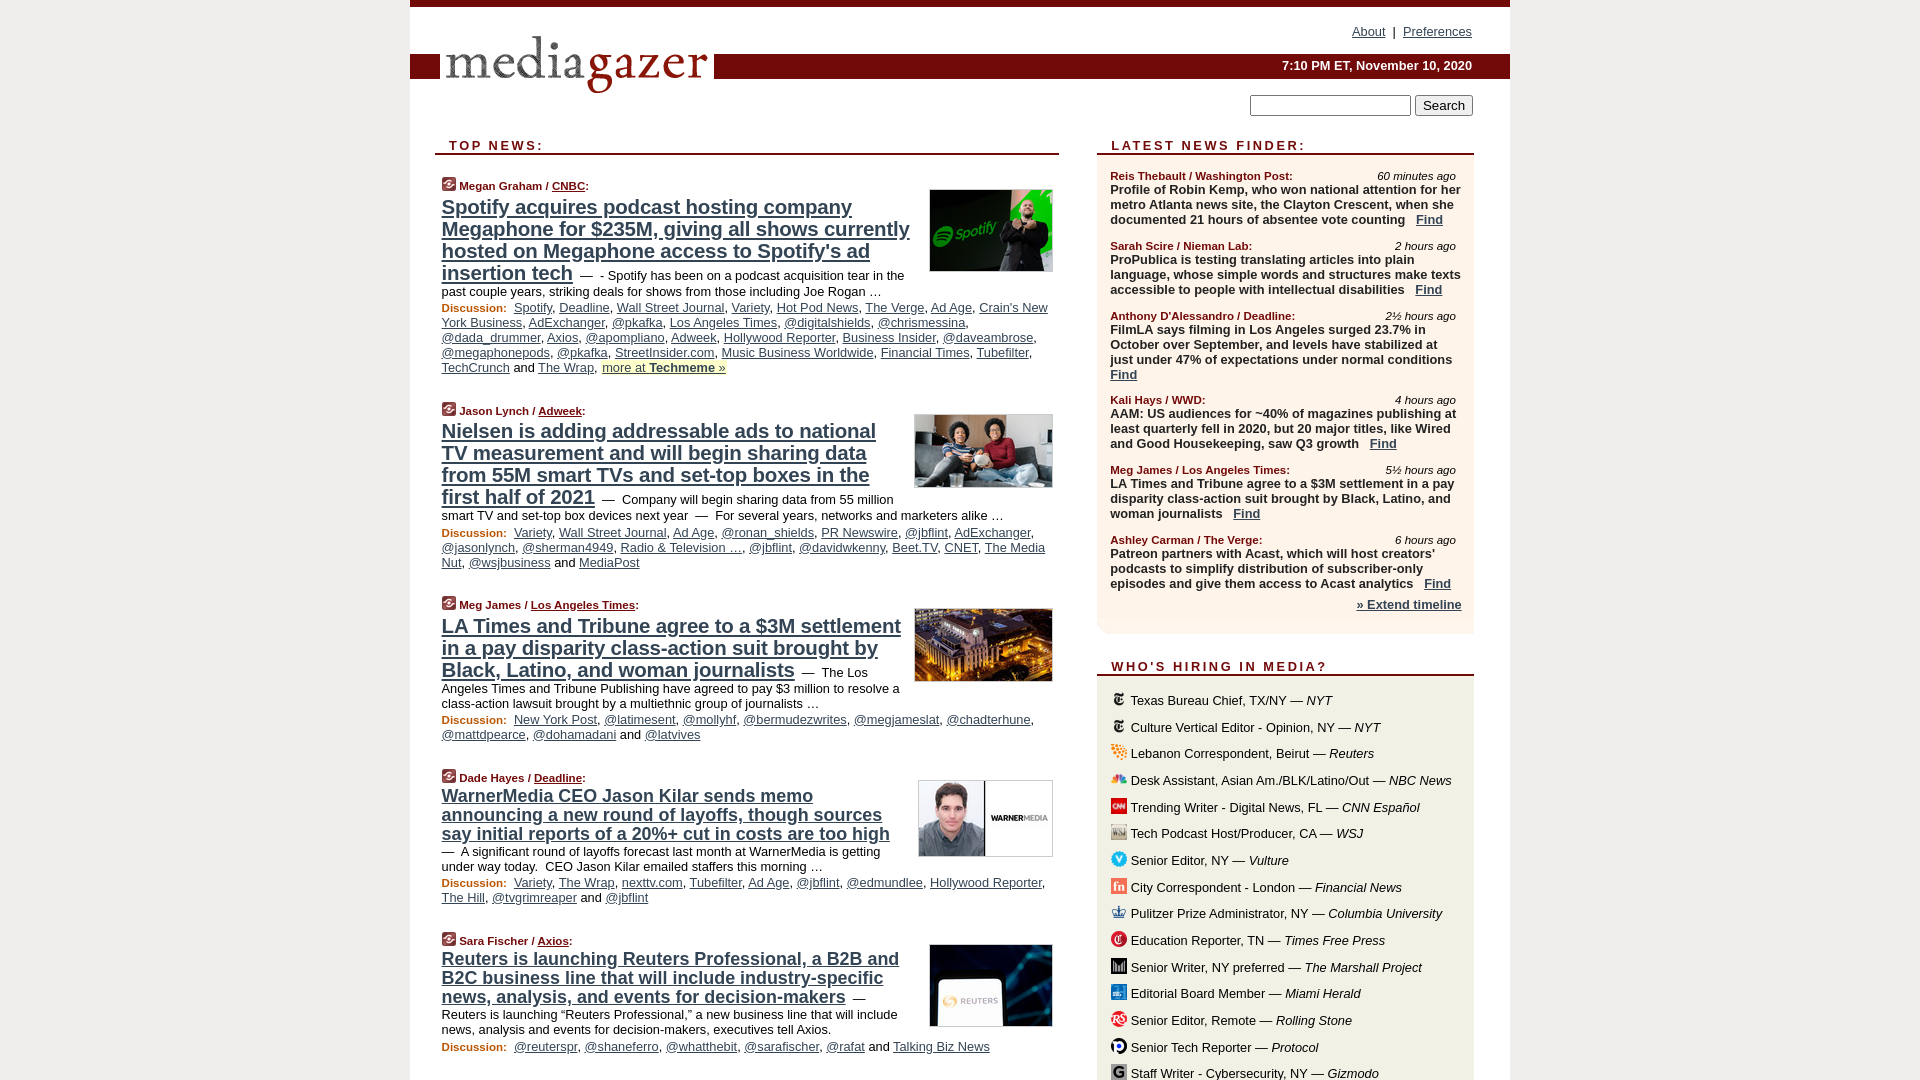 About | Preferences
mediagazer
7:10 PM ET, November 10, 2020
Search
TOP NEWS:
Megan Graham / CNBC:
Spotify acquires podcast hosting company
Megaphone for $235M, giving all shows currently
hosted on Megaphone access to Spotify's ad
insertion tech — - Spotify has been on a podcast acquisition tear in the
past couple years, striking deals for shows from those including Joe Rogan …
Discussion: Spotify, Deadline, Wall Street Journal, Variety, Hot Pod News, The Verge, Ad Age, Crain's New
York Business, AdExchanger, @pkafka, Los Angeles Times, @digitalshields, @chrismessina,
@dada_drummer, Axios, @apompliano, Adweek, Hollywood Reporter, Business Insider, @daveambrose,
@megaphonepods, @pkafka, StreetInsider.com, Music Business Worldwide, Financial Times, Tubefilter,
TechCrunch and The Wrap, more at Techmeme »
Spotify
Jason Lynch / Adweek:
Nielsen is adding addressable ads to national
TV measurement and will begin sharing data
from 55M smart TVs and set-top boxes in the
first half of 2021 — Company will begin sharing data from 55 million
smart TV and set-top box devices next year — For several years, networks and marketers alike …
Discussion: Variety, Wall Street Journal, Ad Age, @ronan_shields, PR Newswire, @jbflint, AdExchanger,
@jasonlynch, @sherman4949, Radio & Television …, @jbflint, @davidwkenny, Beet.TV, CNET, The Media
Nut, @wsjbusiness and MediaPost
Meg James / Los Angeles Times:
LA Times and Tribune agree to a $3M settlement
in a pay disparity class-action suit brought by
Black, Latino, and woman journalists — The Los
Angeles Times and Tribune Publishing have agreed to pay $3 million to resolve a
class-action lawsuit brought by a multiethnic group of journalists …
Discussion: New York Post, @latimesent, @mollyhf, @bermudezwrites, @megjameslat, @chadterhune,
@mattdpearce, @dohamadani and @latvives
Dade Hayes / Deadline:
WarnerMedia CEO Jason Kilar sends memo
announcing a new round of layoffs, though sources
say initial reports of a 20%+ cut in costs are too high
— A significant round of layoffs forecast last month at WarnerMedia is getting
under way today. CEO Jason Kilar emailed staffers this morning …
Discussion: Variety, The Wrap, nexttv.com, Tubefilter, Ad Age, @jbflint, @edmundlee, Hollywood Reporter,
The Hill, @tvgrimreaper and @jbflint
WARNERMEDIA
Sara Fischer / Axios:
Reuters is launching Reuters Professional, a B2B and
B2C business line that will include industry-specific
news, analysis, and events for decision-makers —
Reuters is launching “Reuters Professional,” a new business line that will include
news, analysis and events for decision-makers, executives tell Axios.
Discussion: @reuterspr, @shaneferro, @whatthebit, @sarafischer, @rafat and Talking Biz News
REUTERS
LATEST NEWS FINDER:
Reis Thebault / Washington Post: 60 minutes ago
Profile of Robin Kemp, who won national attention for her
metro Atlanta news site, the Clayton Crescent, when she
documented 21 hours of absentee vote counting Find
Sarah Scire / Nieman Lab: 2 hours ago
ProPublica is testing translating articles into plain
language, whose simple words and structures make texts
accessible to people with intellectual disabilities Find
Anthony D'Alessandro / Deadline: 2½ hours ago
FilmLA says filming in Los Angeles surged 23.7% in
October over September, and levels have stabilized at
just under 47% of expectations under normal conditions
Find
Kali Hays / WWD: 4 hours ago
AAM: US audiences for ~40% of magazines publishing at
least quarterly fell in 2020, but 20 major titles, like Wired
and Good Housekeeping, saw Q3 growth Find
Meg James / Los Angeles Times: 5½ hours ago
LA Times and Tribune agree to a $3M settlement in a pay
disparity class-action suit brought by Black, Latino, and
woman journalists Find
Ashley Carman / The Verge: 6 hours ago
Patreon partners with Acast, which will host creators'
podcasts to simplify distribution of subscriber-only
episodes and give them access to Acast analytics Find
» Extend timeline
WHO'S HIRING IN MEDIA?
Texas Bureau Chief, TX/NY — NYT
Culture Vertical Editor - Opinion, NY — NYT
Lebanon Correspondent, Beirut — Reuters
Desk Assistant, Asian Am./BLK/Latino/Out — NBC News
Trending Writer - Digital News, FL — CNN Español
Tech Podcast Host/Producer, CA — WSJ
Senior Editor, NY — Vulture
City Correspondent - London — Financial News
Pulitzer Prize Administrator, NY — Columbia University
Education Reporter, TN — Times Free Press
Senior Writer, NY preferred — The Marshall Project
Editorial Board Member — Miami Herald
Senior Editor, Remote — Rolling Stone
Senior Tech Reporter — Protocol
Staff Writer - Cybersecurity, NY — Gizmodo